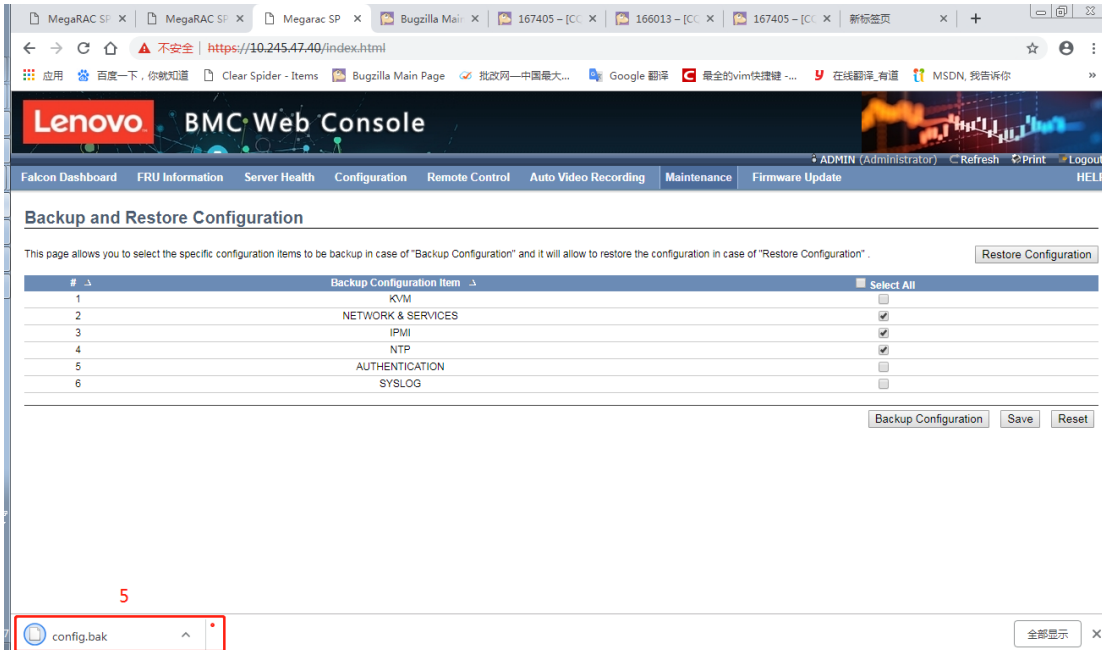 MegaRAC SP MegaRAC SP Megarac SP Bugzilla Main 167405 – [CC 166013 – [CC 167405 – [CC 新标签页
不安全 https://10.245.47.40/index.html
应用 百度一下，你就知道 Clear Spider - Items Bugzilla Main Page 批改网—中国最大... Google 翻译 最全的vim快捷键 -... 在线翻译_有道 MSDN, 我告诉你 »
Lenovo BMC Web Console
ADMIN (Administrator) Refresh Print Logout
Falcon Dashboard FRU Information Server Health Configuration Remote Control Auto Video Recording Maintenance Firmware Update HELP
Backup and Restore Configuration
This page allows you to select the specific configuration items to be backup in case of "Backup Configuration" and it will allow to restore the configuration in case of "Restore Configuration" . Restore Configuration
# Backup Configuration Item Select All
1 KVM
2 NETWORK & SERVICES
3 IPMI
4 NTP
5 AUTHENTICATION
6 SYSLOG
Backup Configuration Save Reset
5
config.bak 全部显示